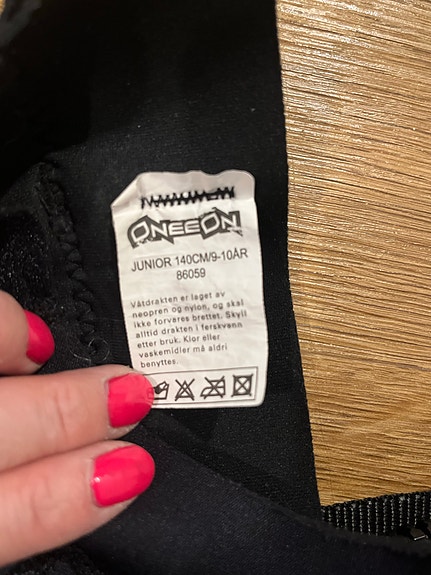 ONEEON
JUNIOR 140CM/9-10ÅR
86059
Våtdrakten er laget av
neopren og nylon, og skal
ikke forvares brettet. Skyll
alltid drakten i ferskvann
etter bruk. Klor eller
vaskemidler må aldri
benyttes.